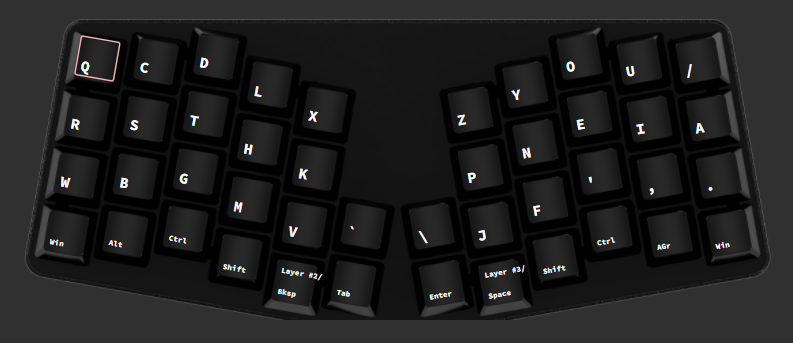 Q C D L X Z Y O U /
R S T H K P N E I A
W B G M V ` \ J F ' , .
Win Alt Ctrl Shift Layer #2/ Bksp Tab Enter Layer #3/ Space Shift Ctrl AGr Win